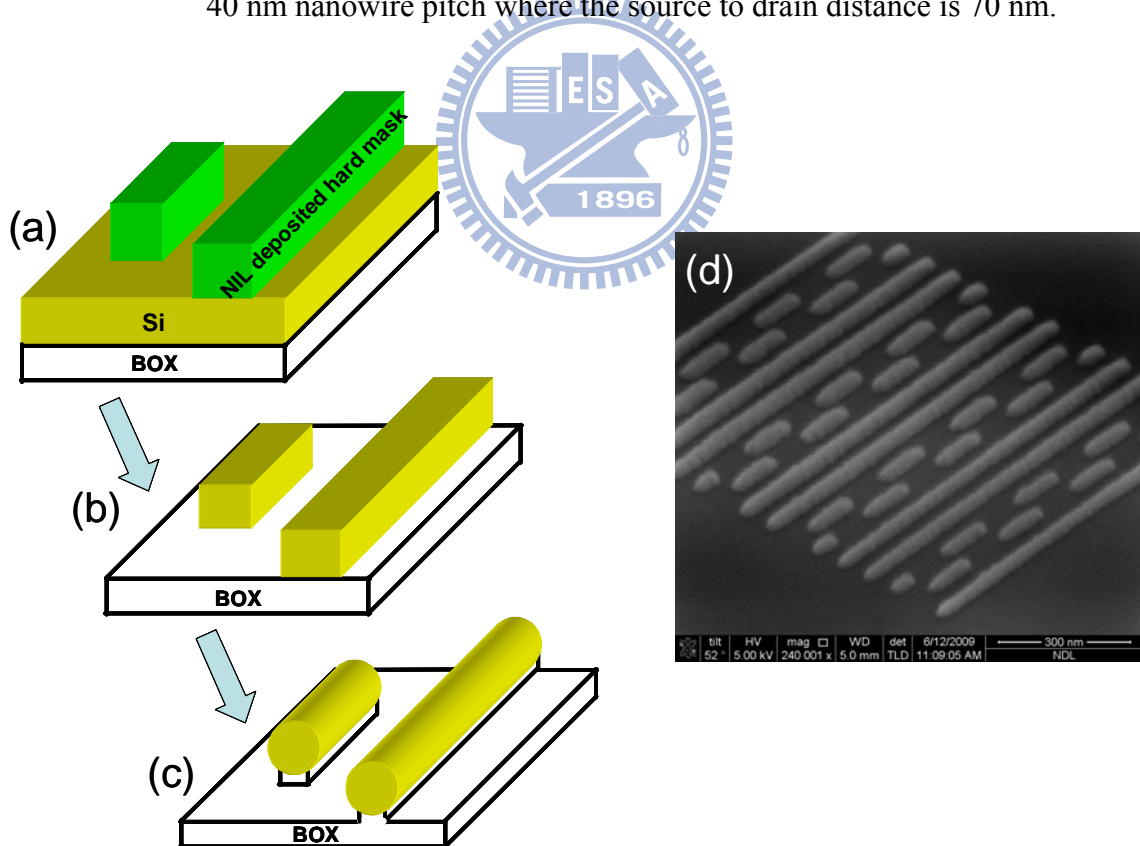 40 nm nanowire pitch where the source to drain distance is 70 nm.
E S A
1896
(a)
NIL deposited hard mask
Si
BOX
(b)
BOX
(c)
BOX
(d)
tilt HV mag □ WD det 6/12/2009 300 nm
52 ° 5.00 kV 240 001 x 5.0 mm TLD 11:09:05 AM NDL